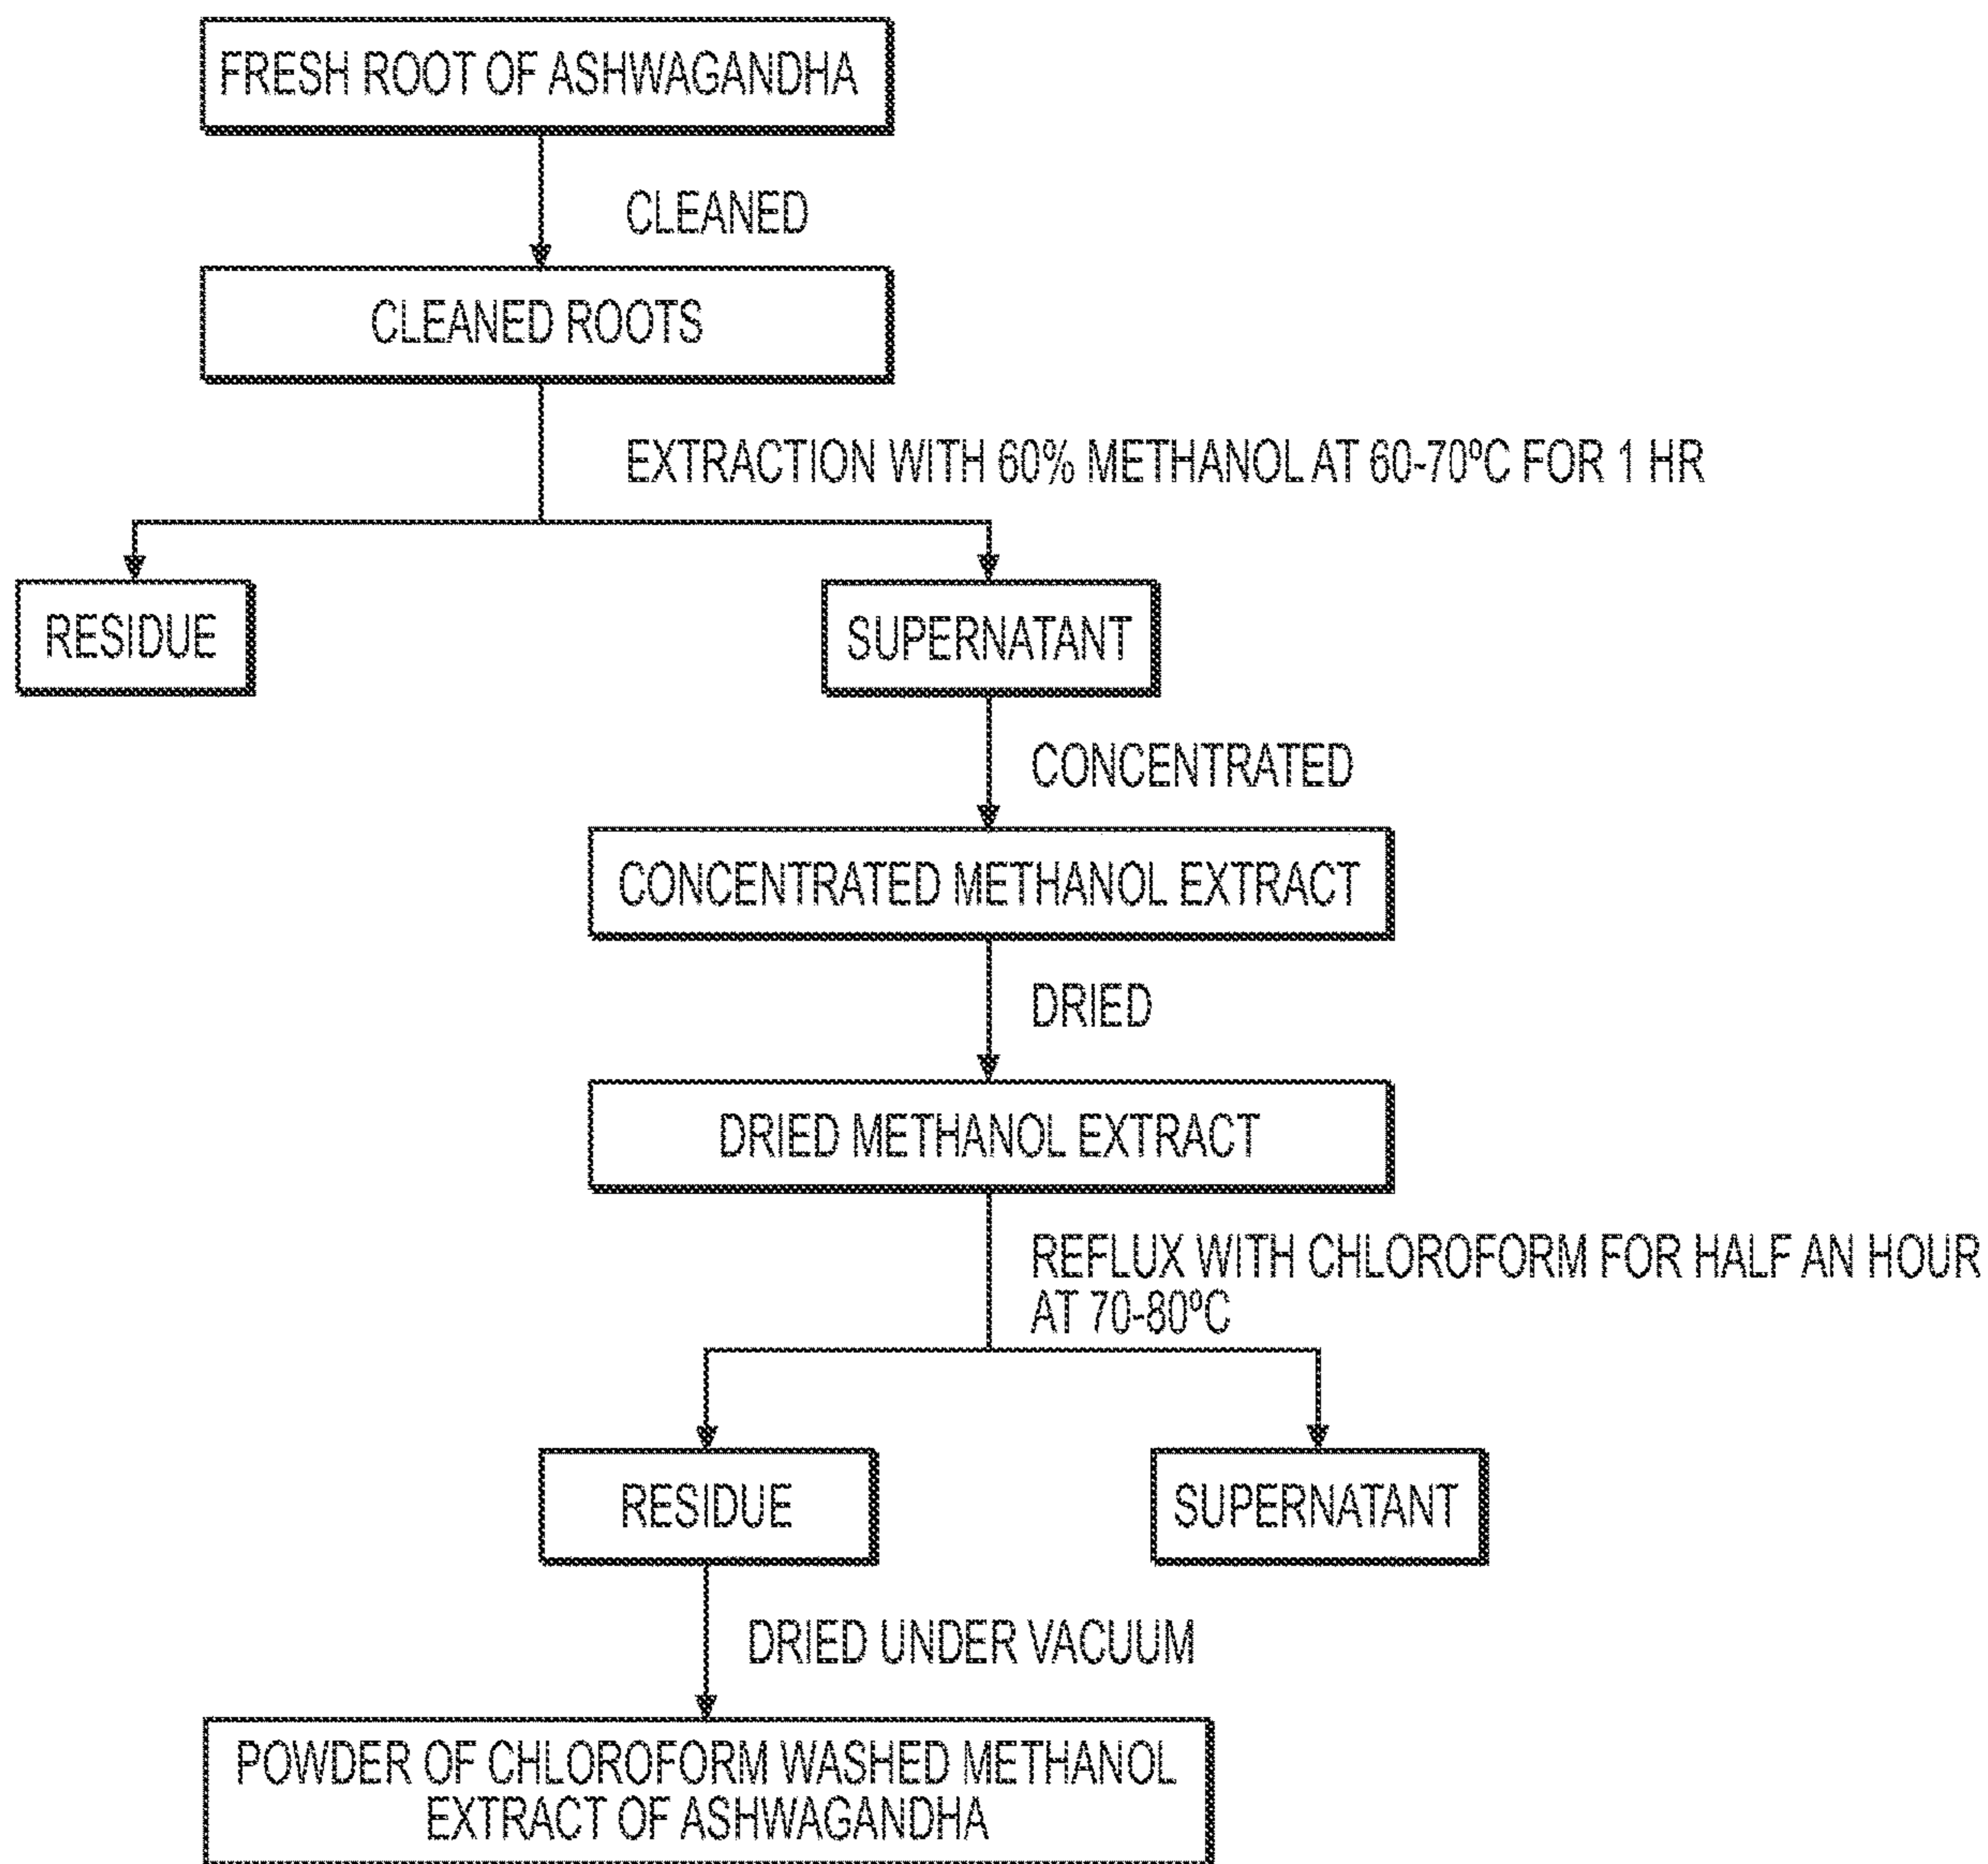 FRESH ROOT OF ASHWAGANDHA
CLEANED
CLEANED ROOTS
EXTRACTION WITH 60% METHANOL AT 60-70ºC FOR 1 HR
RESIDUE
SUPERNATANT
CONCENTRATED
CONCENTRATED METHANOL EXTRACT
DRIED
DRIED METHANOL EXTRACT
REFLUX WITH CHLOROFORM FOR HALF AN HOUR
AT 70-80ºC
RESIDUE
SUPERNATANT
DRIED UNDER VACUUM
POWDER OF CHLOROFORM WASHED METHANOL
EXTRACT OF ASHWAGANDHA